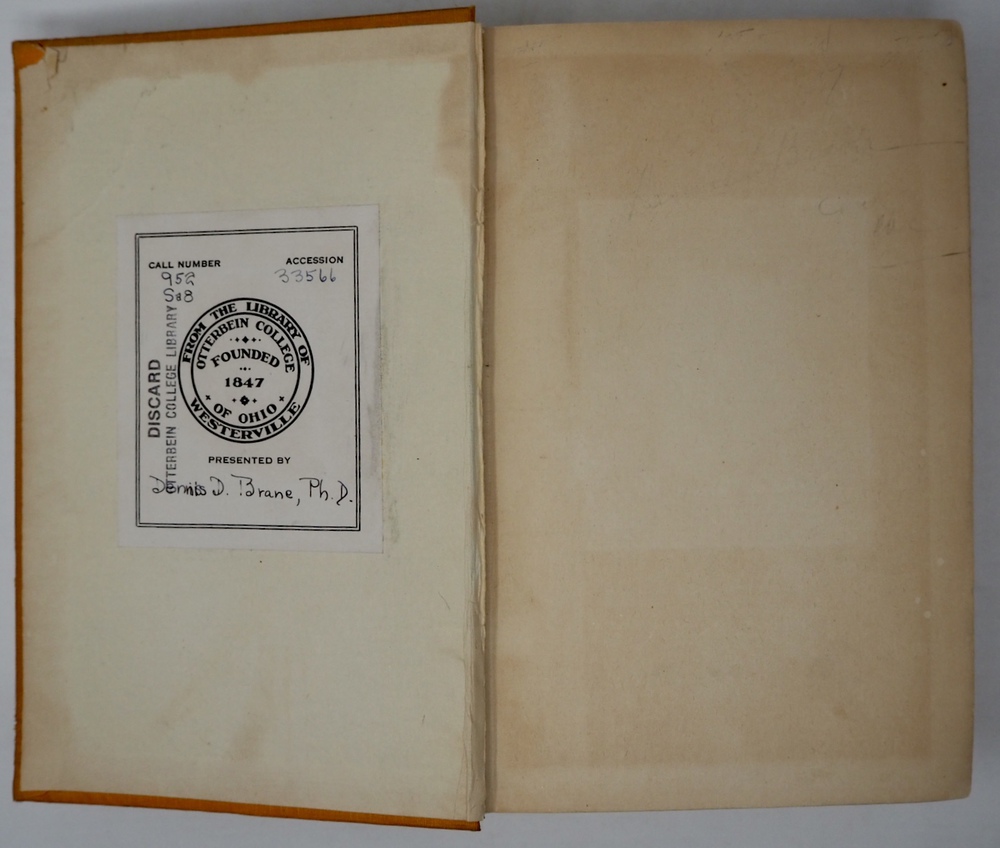 CALL NUMBER
ACCESSION
952
33566
Sa8
DISCARD
OTTERBEIN COLLEGE LIBRARY
FROM THE LIBRARY OF
OTTERBEIN COLLEGE
FOUNDED
1847
OF OHIO
WESTERVILLE
PRESENTED BY
Dennis D. Brane, Ph.D.